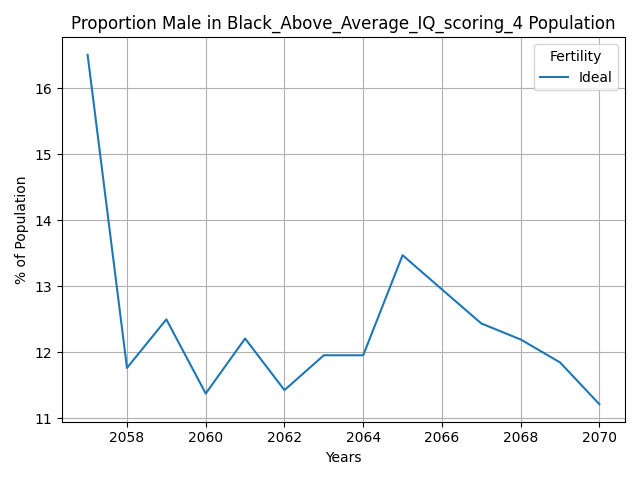 Proportion Male in Black_Above_Average_IQ_scoring_4 Population
Fertility
Ideal
16
15
14
13
12
11
% of Population
2058 2060 2062 2064 2066 2068 2070
Years